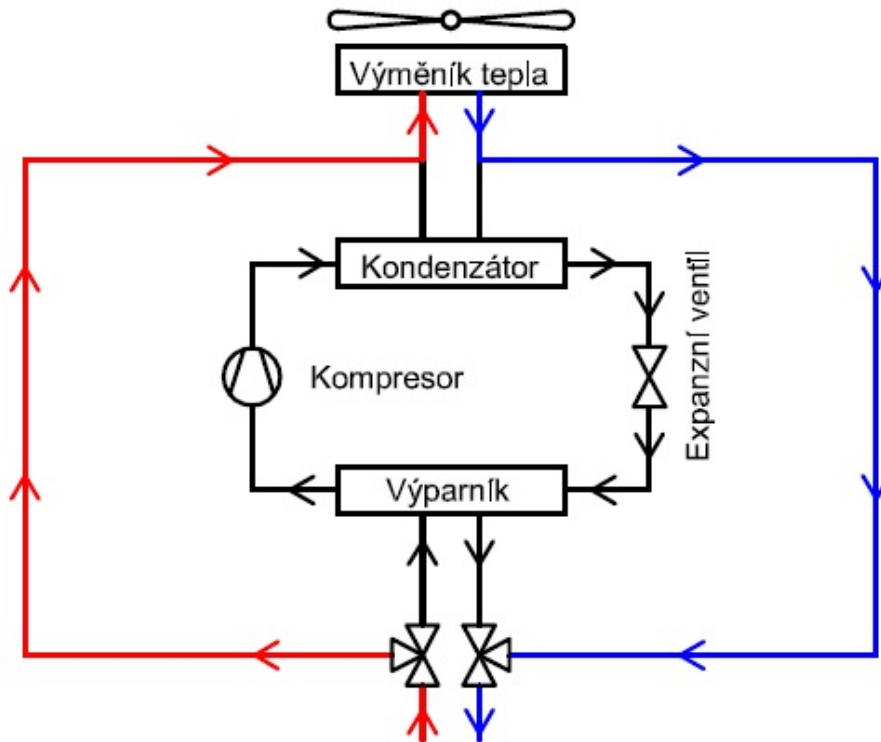 Výměník tepla
Kondenzátor
Expanzní ventil
Kompresor
Výparník